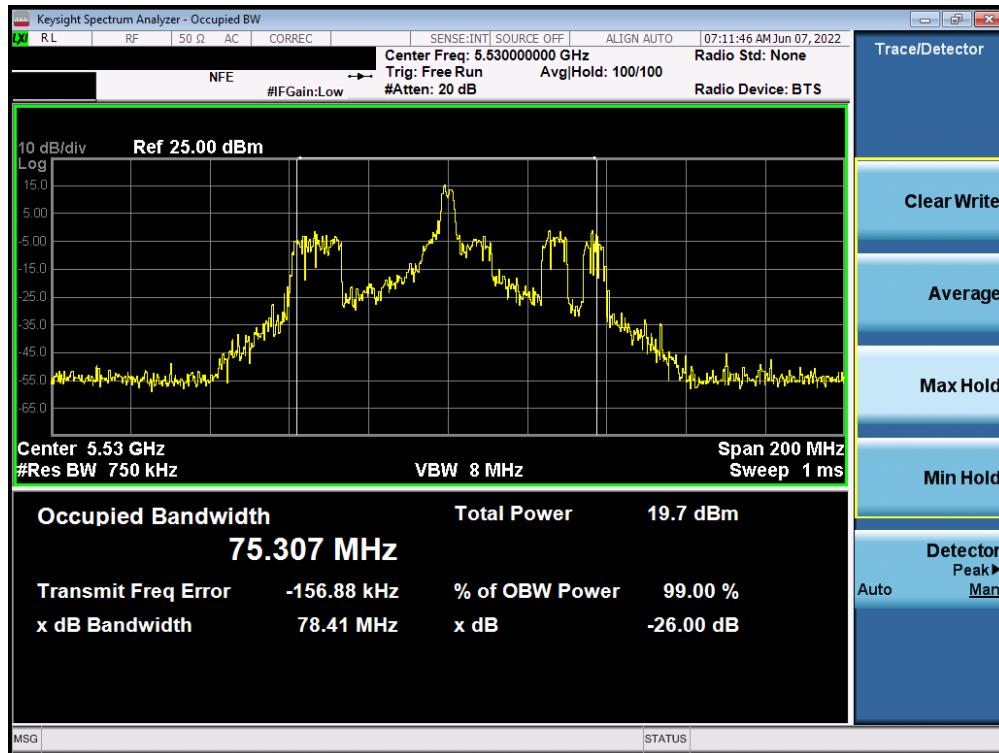 Keysight Spectrum Analyzer - Occupied BW
LXI RL RF 50 Ω AC CORREC SENSE:INT SOURCE OFF ALIGN AUTO 07:11:46 AM Jun 07, 2022
Center Freq: 5.530000000 GHz Radio Std: None
NFE Trig: Free Run Avg|Hold: 100/100
#IFGain:Low #Atten: 20 dB Radio Device: BTS
Trace/Detector
10 dB/div Ref 25.00 dBm
Log
15.0
5.00
-5.00
-15.0
-25.0
-35.0
-45.0
-55.0
-65.0
Center 5.53 GHz Span 200 MHz
#Res BW 750 kHz VBW 8 MHz Sweep 1 ms
Occupied Bandwidth Total Power 19.7 dBm
75.307 MHz
Transmit Freq Error -156.88 kHz % of OBW Power 99.00 %
x dB Bandwidth 78.41 MHz x dB -26.00 dB
Clear Write
Average
Max Hold
Min Hold
Detector
Peak▶
Auto Man
MSG STATUS